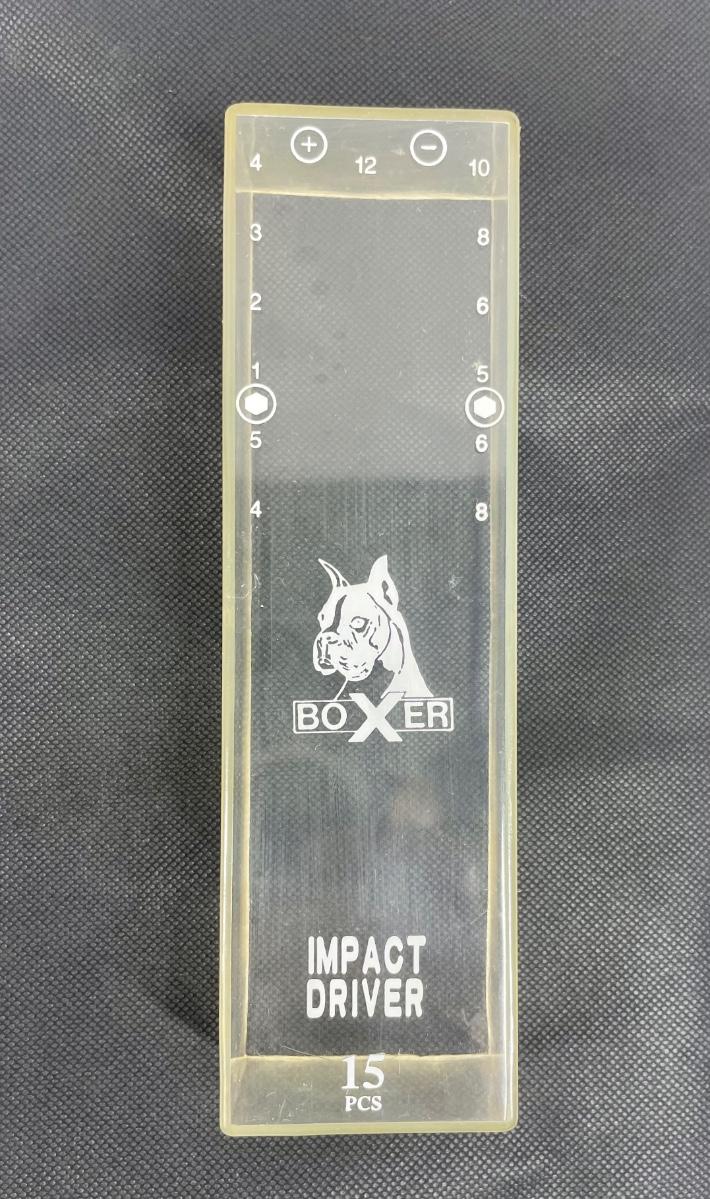 + −
4 12 10
3 8
2 6
1 5
5 6
4 8
BOXER
IMPACT
DRIVER
15
PCS